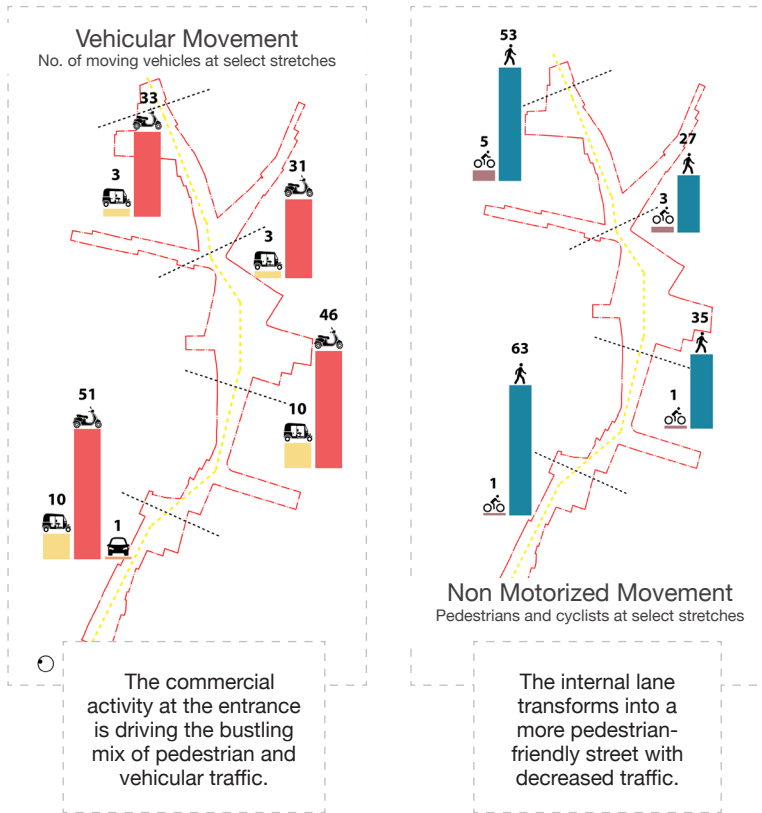 Vehicular Movement
No. of moving vehicles at select stretches
33
3
31
3
46
10
51
10
1
53
5
27
3
35
1
63
1
Non Motorized Movement
Pedestrians and cyclists at select stretches
The commercial
activity at the entrance
is driving the bustling
mix of pedestrian and
vehicular traffic.
The internal lane
transforms into a
more pedestrian-
friendly street with
decreased traffic.